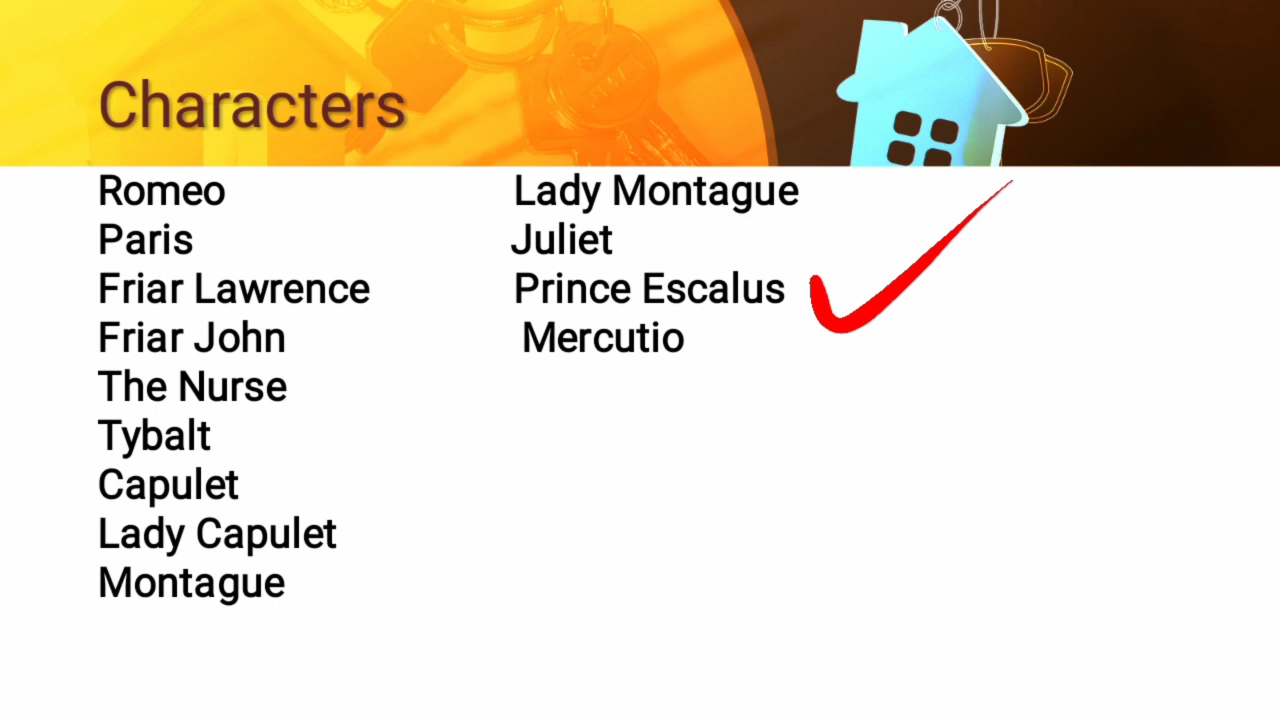 Characters
Romeo
Paris
Friar Lawrence
Friar John
The Nurse
Tybalt
Capulet
Lady Capulet
Montague
Lady Montague
Juliet
Prince Escalus
Mercutio